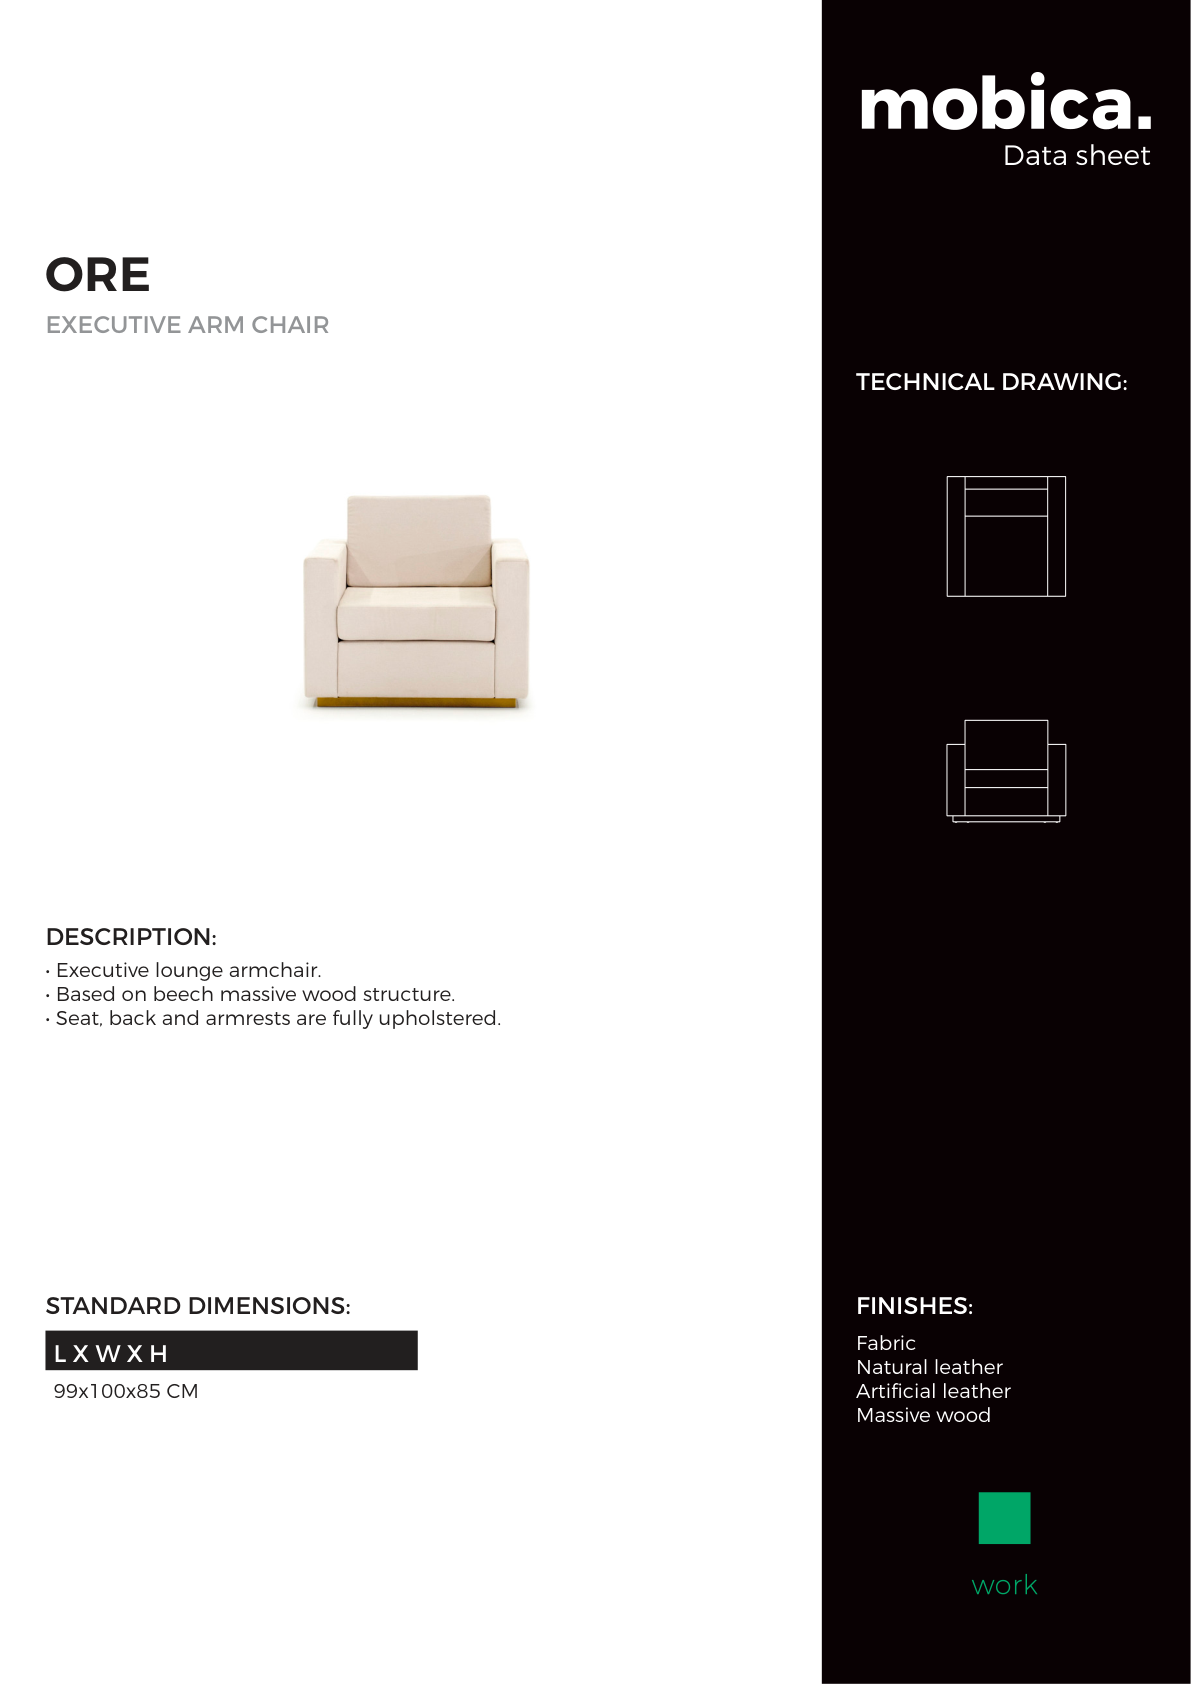 mobica.
Data sheet
ORE
EXECUTIVE ARM CHAIR
TECHNICAL DRAWING:
DESCRIPTION:
• Executive lounge armchair.
• Based on beech massive wood structure.
• Seat, back and armrests are fully upholstered.
STANDARD DIMENSIONS:
L X W X H
99x100x85 CM
FINISHES:
Fabric
Natural leather
Artificial leather
Massive wood
work